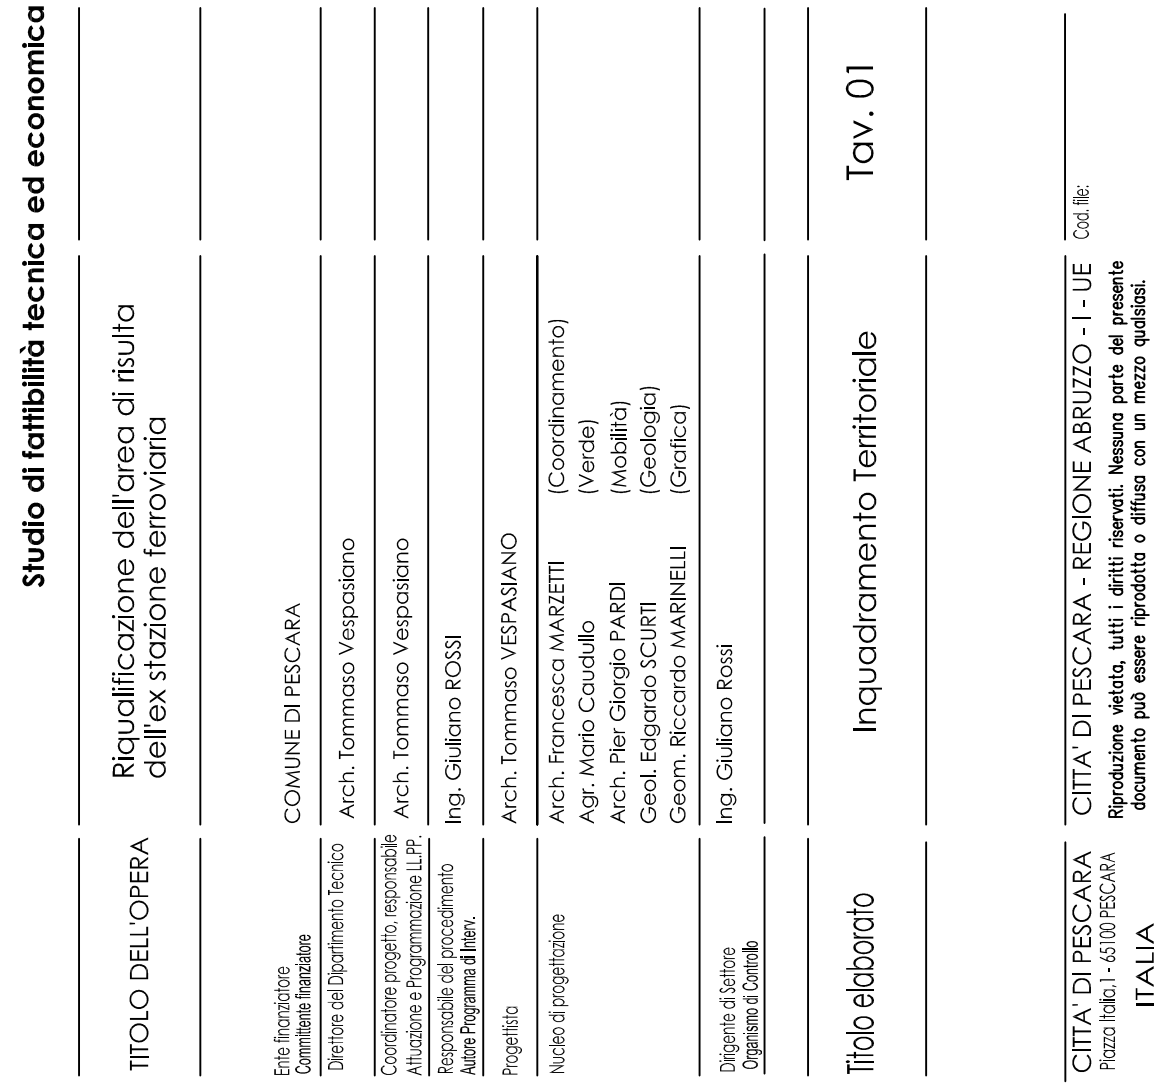 Studio di fattibilità tecnica ed economica
TITOLO DELL'OPERA
Riqualificazione dell'area di risulta
dell'ex stazione ferroviaria
Ente finanziatore
Committente finanziatore
COMUNE DI PESCARA
Direttore del Dipartimento Tecnico
Arch. Tommaso Vespasiano
Coordinatore progetto, responsabile
Attuazione e Programmazione LL.PP.
Arch. Tommaso Vespasiano
Responsabile del procedimento
Autore Programma di Interv.
Ing. Giuliano ROSSI
Progettista
Arch. Tommaso VESPASIANO
Nucleo di progettazione
Arch. Francesca MARZETTI (Coordinamento)
Agr. Mario Caudullo (Verde)
Arch. Pier Giorgio PARDI (Mobilità)
Geol. Edgardo SCURTI (Geologia)
Geom. Riccardo MARINELLI (Grafica)
Dirigente di Settore
Organismo di Controllo
Ing. Giuliano Rossi
Titolo elaborato
Inquadramento Territoriale
Tav. 01
CITTA' DI PESCARA
Piazza Italia,1 - 65100 PESCARA
ITALIA
CITTA' DI PESCARA - REGIONE ABRUZZO - I - UE
Riproduzione vietata, tutti i diritti riservati. Nessuna parte del presente
documento può essere riprodotta o diffusa con un mezzo qualsiasi.
Cod. file: